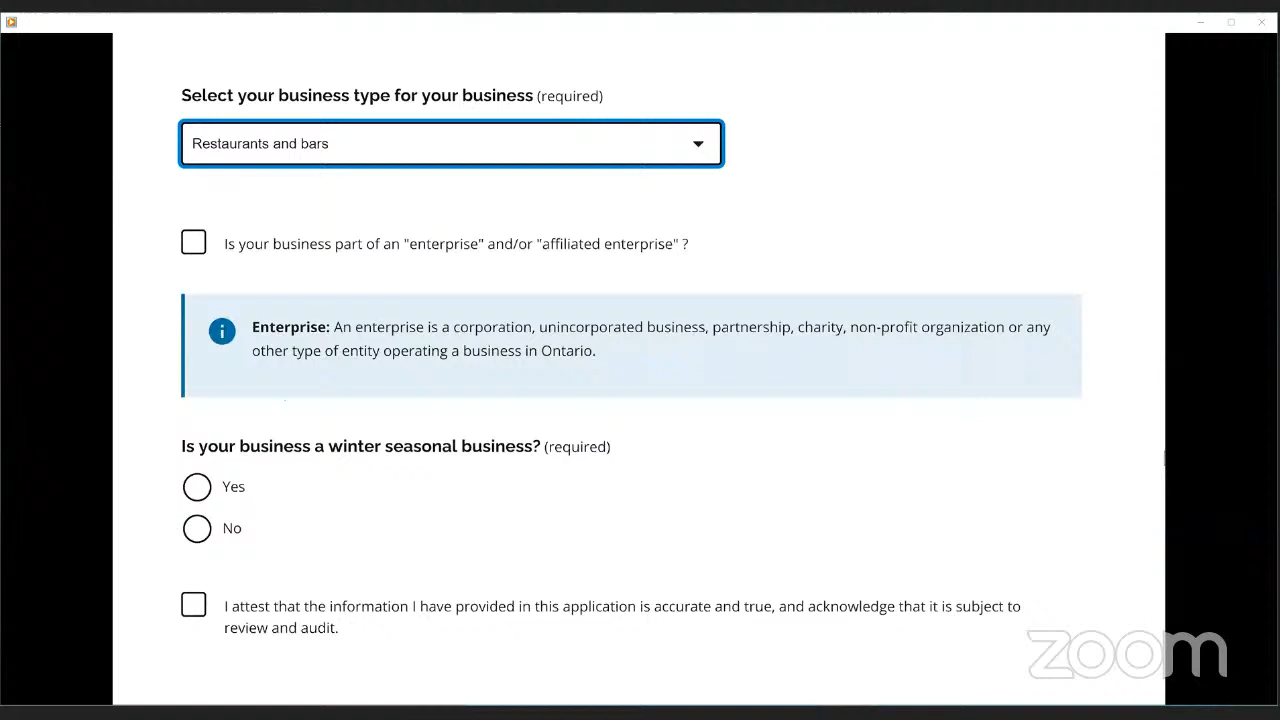 Select your business type for your business (required)
Restaurants and bars
Is your business part of an "enterprise" and/or "affiliated enterprise" ?
Enterprise: An enterprise is a corporation, unincorporated business, partnership, charity, non-profit organization or any
other type of entity operating a business in Ontario.
Is your business a winter seasonal business? (required)
Yes
No
I attest that the information I have provided in this application is accurate and true, and acknowledge that it is subject to
review and audit.
zoom